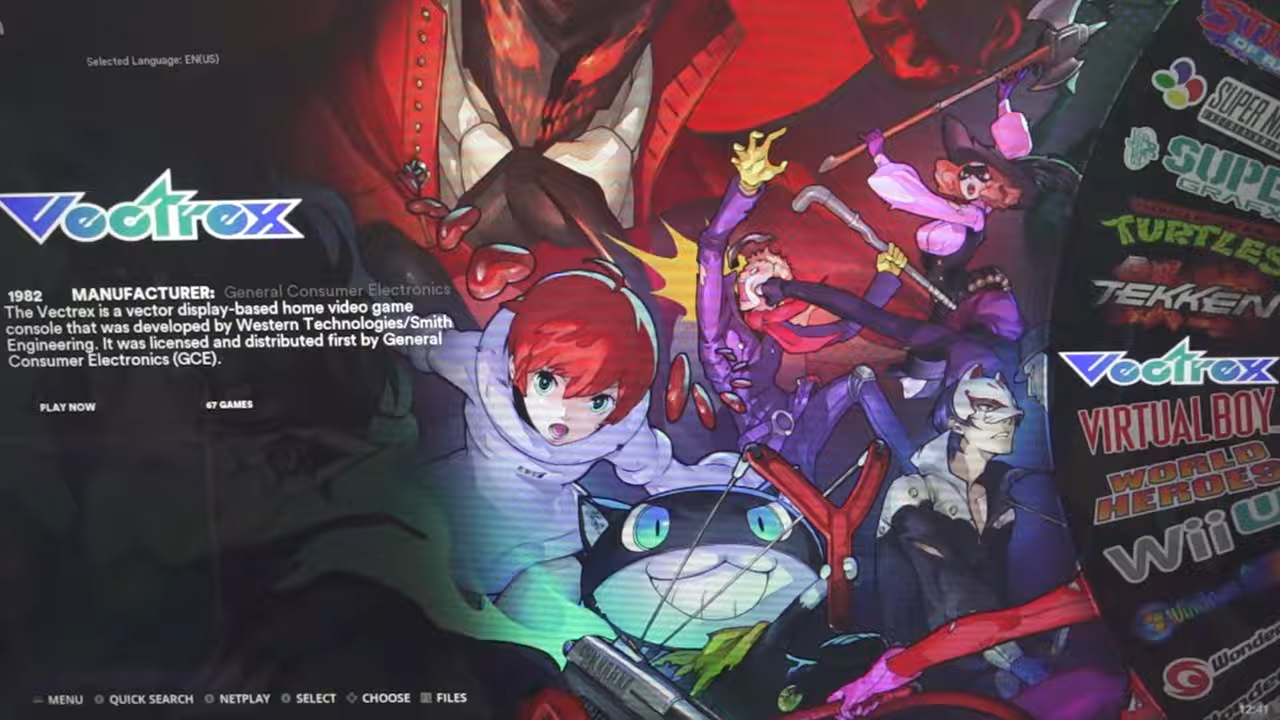 Selected Language: EN(US)
Vectrex
1982 MANUFACTURER: General Consumer Electronics
The Vectrex is a vector display-based home video game
console that was developed by Western Technologies/Smith
Engineering. It was licensed and distributed first by General
Consumer Electronics (GCE).
PLAY NOW 67 GAMES
SUPER
TURTLES
TEKKEN
Vectrex
VIRTUAL BOY
WORLD
HEROES
Wii U
MENU QUICK SEARCH NETPLAY SELECT CHOOSE FILES
12:41